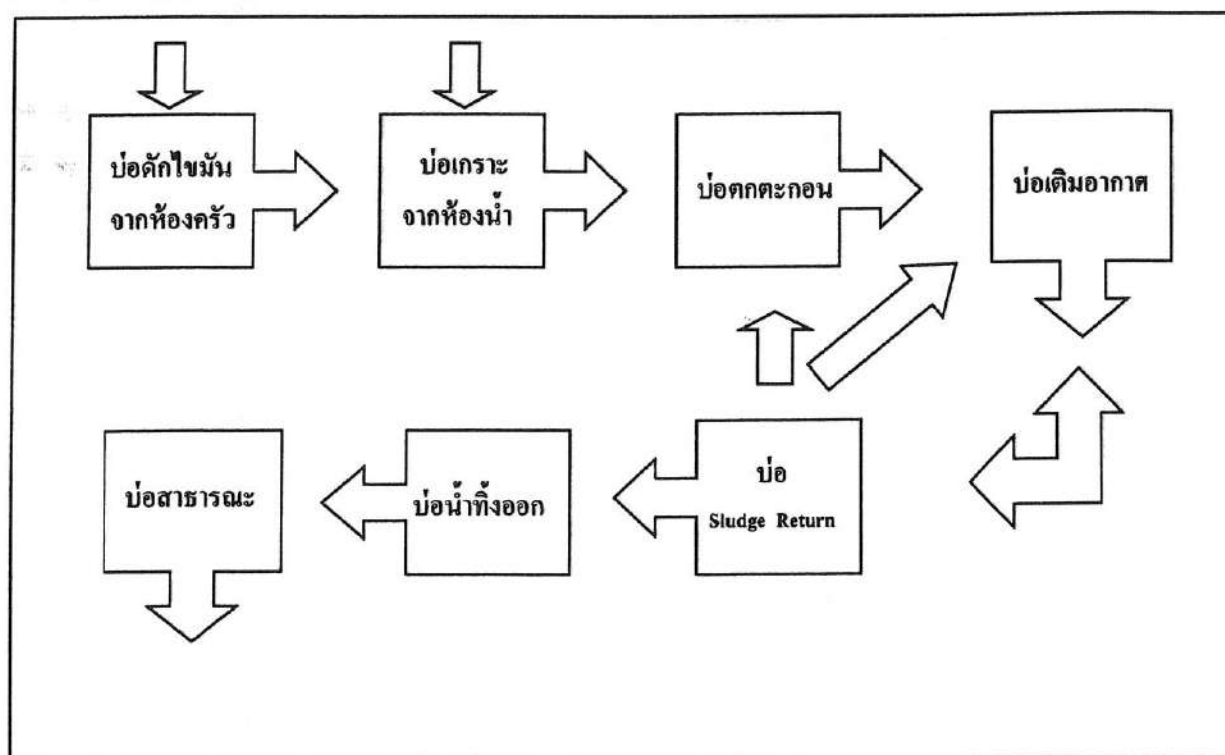 บ่อดักไขมัน
จากห้องครัว
บ่อเกราะ
จากห้องน้ำ
บ่อตกตะกอน
บ่อเติมอากาศ
บ่อสาธารณะ
บ่อน้ำทิ้งออก
บ่อ
Sludge Return